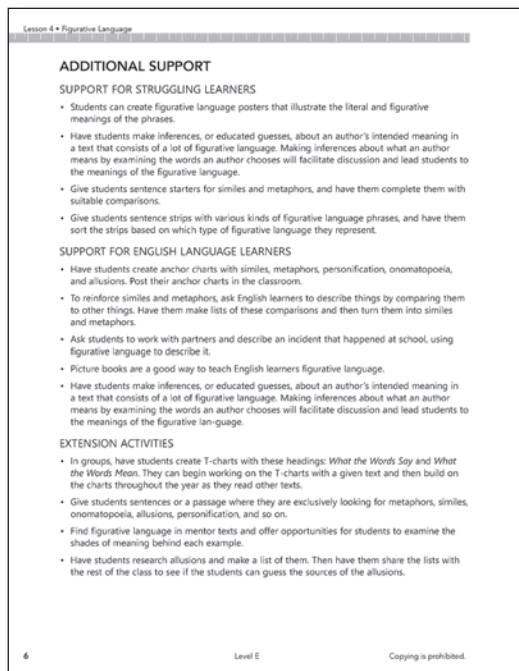 Lesson 4 • Figurative Language
ADDITIONAL SUPPORT
SUPPORT FOR STRUGGLING LEARNERS
• Students can create figurative language posters that illustrate the literal and figurative
meanings of the phrases.
• Have students make inferences, or educated guesses, about an author's intended meaning in
a text that consists of a lot of figurative language. Making inferences about what an author
means by examining the words an author chooses will facilitate discussion and lead students to
the meanings of the figurative language.
• Give students sentence starters for similes and metaphors, and have them complete them with
suitable comparisons.
• Give students sentence strips with various kinds of figurative language phrases, and have them
sort the strips based on which type of figurative language they represent.
SUPPORT FOR ENGLISH LANGUAGE LEARNERS
• Have students create anchor charts with similes, metaphors, personification, onomatopoeia,
and allusions. Post their anchor charts in the classroom.
• To reinforce similes and metaphors, ask English learners to describe things by comparing them
to other things. Have them make lists of these comparisons and then turn them into similes
and metaphors.
• Ask students to work with partners and describe an incident that happened at school, using
figurative language to describe it.
• Picture books are a good way to teach English learners figurative language.
• Have students make inferences, or educated guesses, about an author's intended meaning in
a text that consists of a lot of figurative language. Making inferences about what an author
means by examining the words an author chooses will facilitate discussion and lead students to
the meanings of the figurative lan-guage.
EXTENSION ACTIVITIES
• In groups, have students create T-charts with these headings: What the Words Say and What
the Words Mean. They can begin working on the T-charts with a given text and then build on
the charts throughout the year as they read other texts.
• Give students sentences or a passage where they are exclusively looking for metaphors, similes,
onomatopoeia, allusions, personification, and so on.
• Find figurative language in mentor texts and offer opportunities for students to examine the
shades of meaning behind each example.
• Have students research allusions and make a list of them. Then have them share the lists with
the rest of the class to see if the students can guess the sources of the allusions.
6 Level E Copying is prohibited.